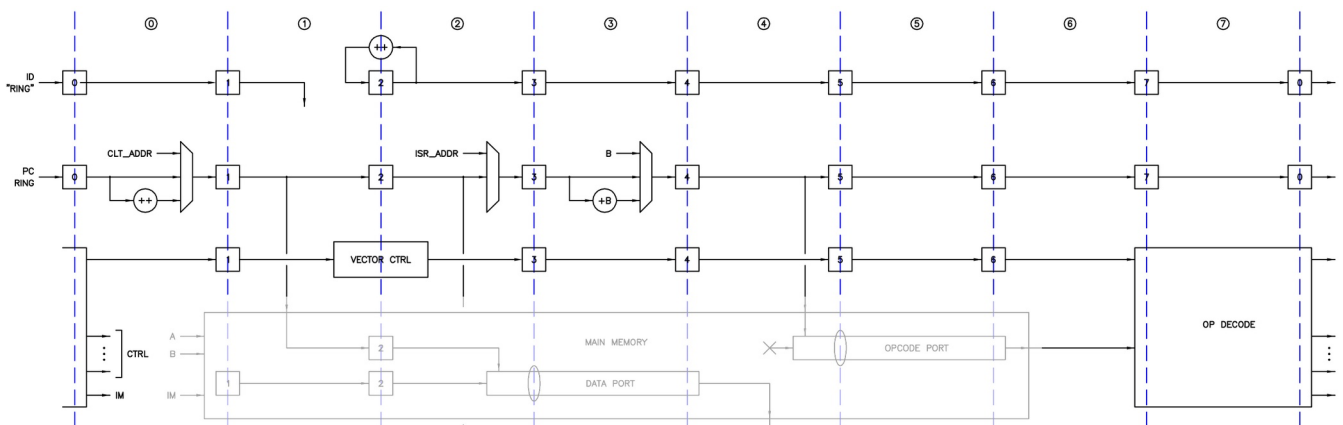 ⓪ ① ② ③ ④ ⑤ ⑥ ⑦
++
ID
"RING"
0 1 2 3 4 5 6 7 0
CLT_ADDR
ISR_ADDR
B
PC
RING
0 1 2 3 4 5 6 7 0
++
+B
1 VECTOR CTRL 3 4 5 6
OP DECODE
A
MAIN MEMORY
2
OPCODE PORT
CTRL
B
1 2 DATA PORT
IM
IM